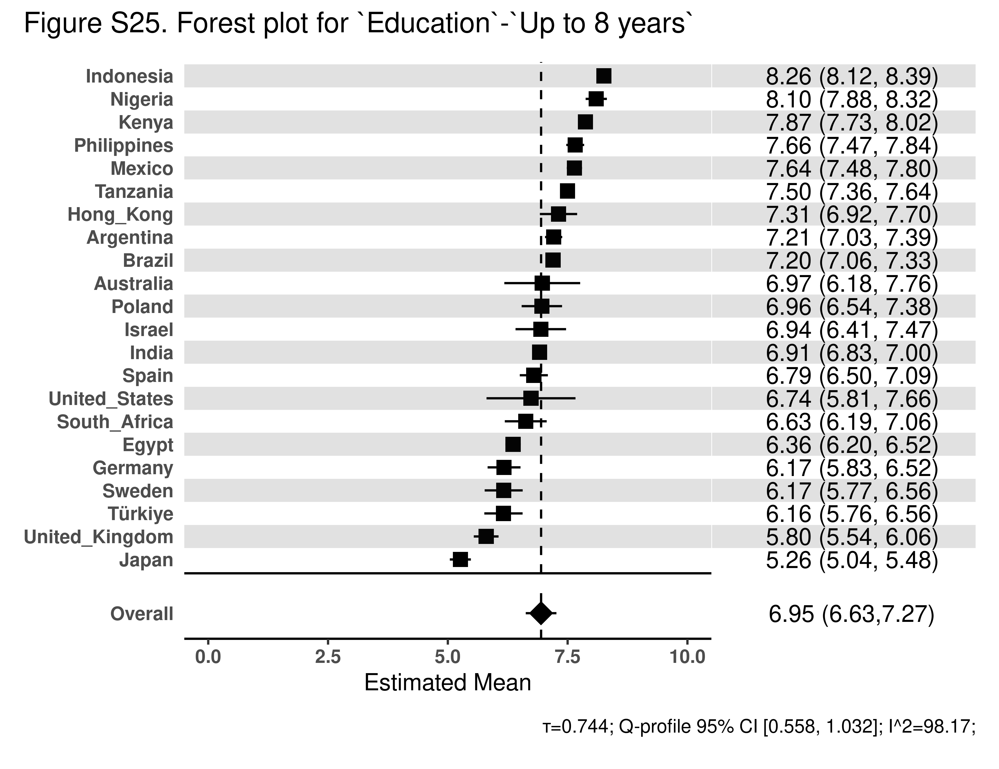 Figure S25. Forest plot for `Education`-`Up to 8 years`
Indonesia 8.26 (8.12, 8.39)
Nigeria 8.10 (7.88, 8.32)
Kenya 7.87 (7.73, 8.02)
Philippines 7.66 (7.47, 7.84)
Mexico 7.64 (7.48, 7.80)
Tanzania 7.50 (7.36, 7.64)
Hong_Kong 7.31 (6.92, 7.70)
Argentina 7.21 (7.03, 7.39)
Brazil 7.20 (7.06, 7.33)
Australia 6.97 (6.18, 7.76)
Poland 6.96 (6.54, 7.38)
Israel 6.94 (6.41, 7.47)
India 6.91 (6.83, 7.00)
Spain 6.79 (6.50, 7.09)
United_States 6.74 (5.81, 7.66)
South_Africa 6.63 (6.19, 7.06)
Egypt 6.36 (6.20, 6.52)
Germany 6.17 (5.83, 6.52)
Sweden 6.17 (5.77, 6.56)
Türkiye 6.16 (5.76, 6.56)
United_Kingdom 5.80 (5.54, 6.06)
Japan 5.26 (5.04, 5.48)
Overall 6.95 (6.63,7.27)
0.0 2.5 5.0 7.5 10.0
Estimated Mean
τ=0.744; Q-profile 95% CI [0.558, 1.032]; I^2=98.17;